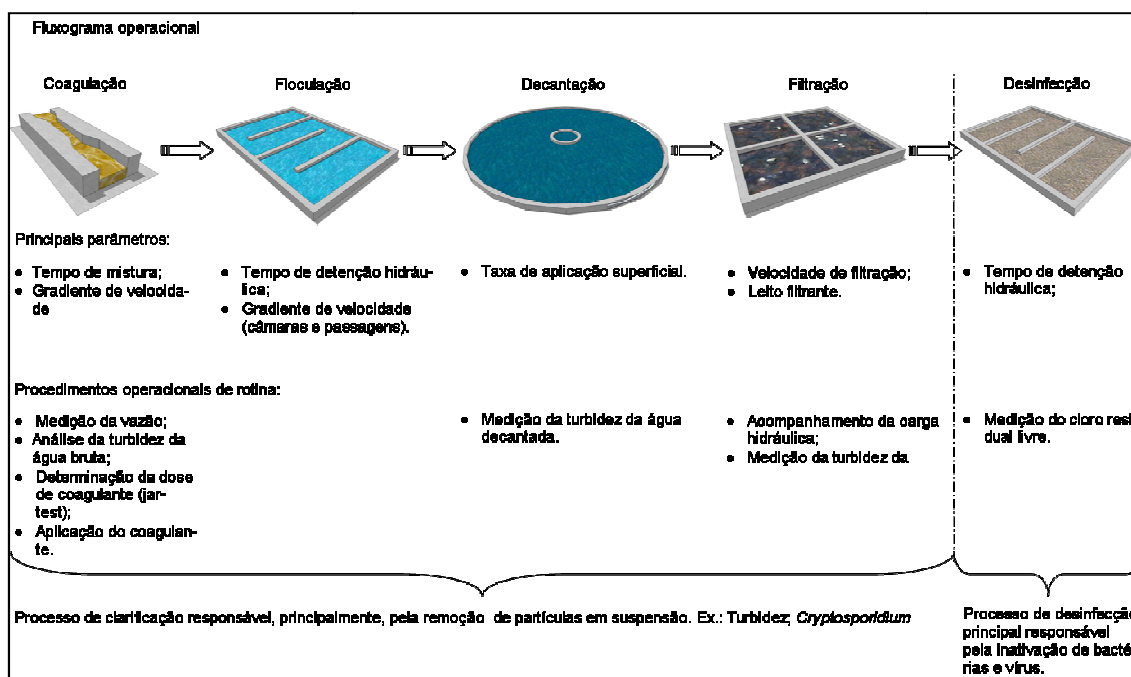 Fluxograma operacional
Coagulação
Floculação
Decantação
Filtração
Desinfecção
Principais parâmetros:
• Tempo de mistura;
• Gradiente de velocida-
de
• Tempo de detenção hidráu-
lica;
• Gradiente de velocidade
(câmaras e passagens).
• Taxa de aplicação superficial.
• Velocidade de filtração;
• Leito filtrante.
• Tempo de detenção
hidráulica;
Procedimentos operacionais de rotina:
• Medição da vazão;
• Análise da turbidez da
água bruta;
• Determinação da dose
de coagulante (jar-
test);
• Aplicação do coagulan-
te.
• Medição da turbidez da água
decantada.
• Acompanhamento da carga
hidráulica;
• Medição da turbidez da
• Medição do cloro resi
dual livre.
Processo de clarificação responsável, principalmente, pela remoção de partículas em suspensão. Ex.: Turbidez; Cryptosporidium
Processo de desinfecçã
principal responsável
pela inativação de bacté
rias e vírus.